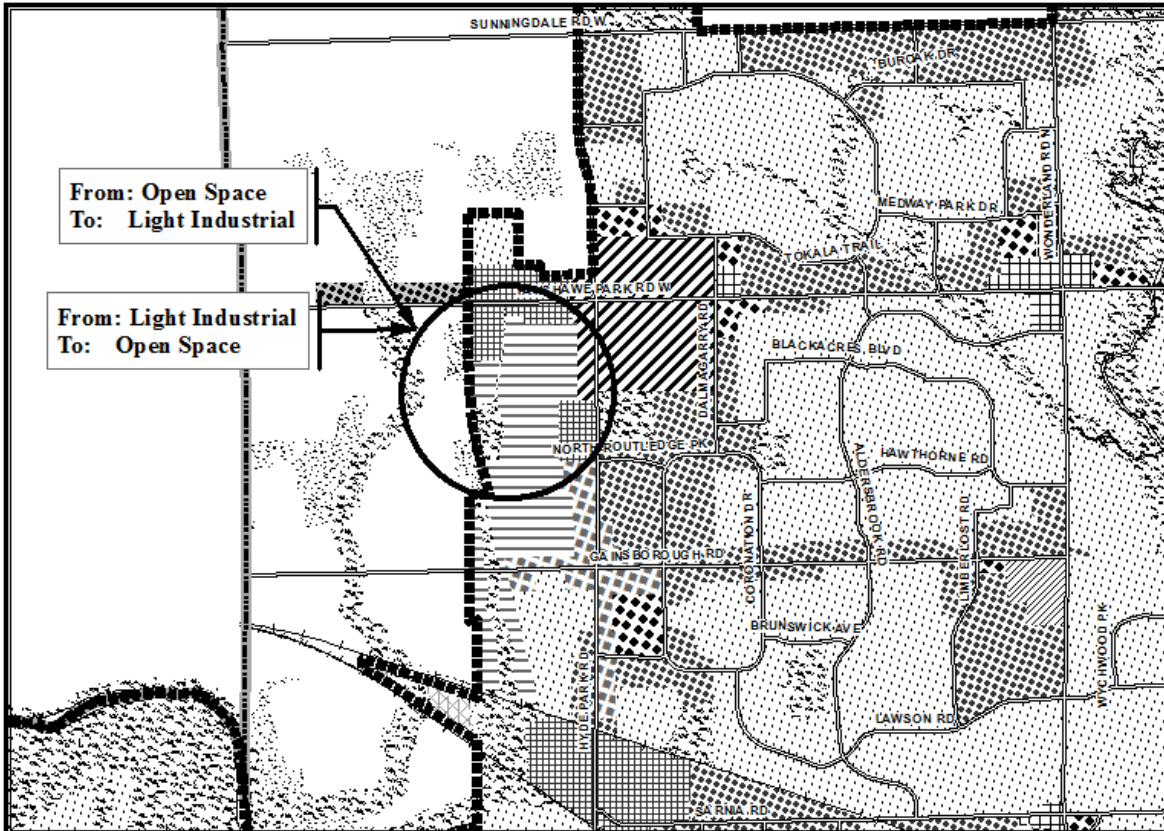 SUNNINGDALE RD W
BUROAK DR
From: Open Space
To: Light Industrial
WONDERLAND RD N
MEDWAY PARK DR
TOKALA TRAIL
PARK RD W
From: Light Industrial
To: Open Space
DALMAGARRY RD
BLACKACRES BLVD
NORTH ROUTLEDGE PK
HAWTHORNE RD
ALDERSBROOK RD
CORONATION DR
LIMBERLOST RD
GAINSBOROUGH RD
BRUNSWICK AVE
WYCHWOOD PK
HYDE PARK RD
LAWSON RD
SARNIA RD